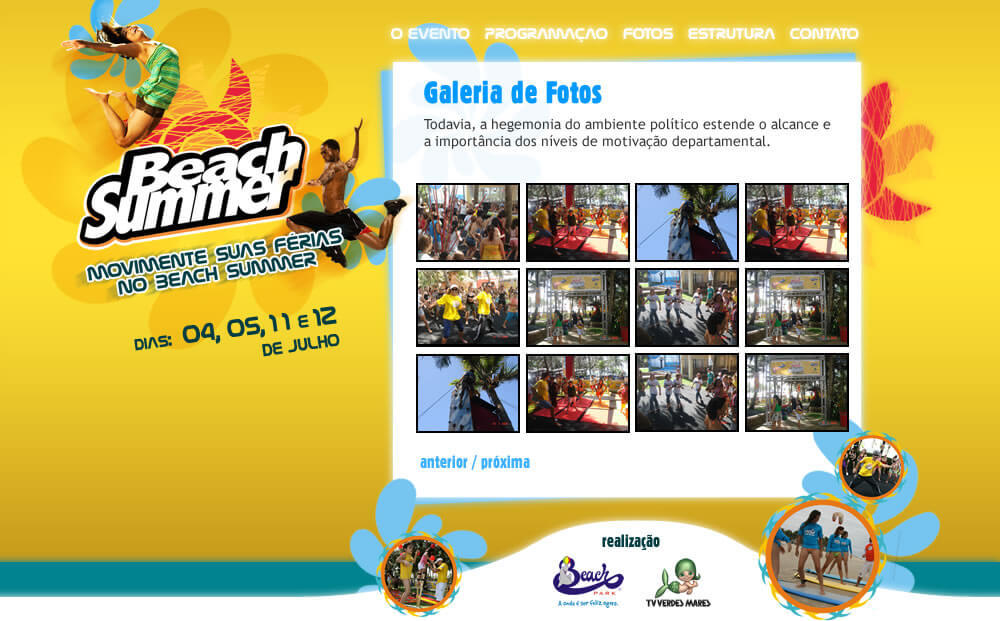 O EVENTO PROGRAMAÇAO FOTOS ESTRUTURA CONTATO
Beach
Summer
MOVIMENTE SUAS FÉRIAS
NO BEACH SUMMER
DIAS: 04, 05, 11 E 12
DE JULHO
Galeria de Fotos
Todavia, a hegemonia do ambiente político estende o alcance e
a importância dos níveis de motivação departamental.
anterior / próxima
realização
Beach
PARK
A onda é ser feliz agora.
TV VERDES MARES